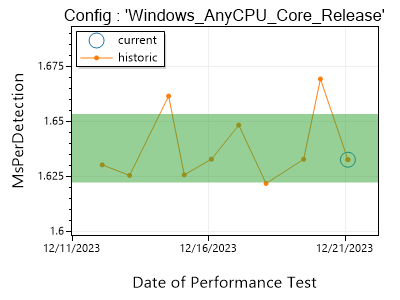 Config : 'Windows_AnyCPU_Core_Release'
current
historic
1.675
1.65
1.625
1.6
MsPerDetection
12/11/2023
12/16/2023
12/21/2023
Date of Performance Test